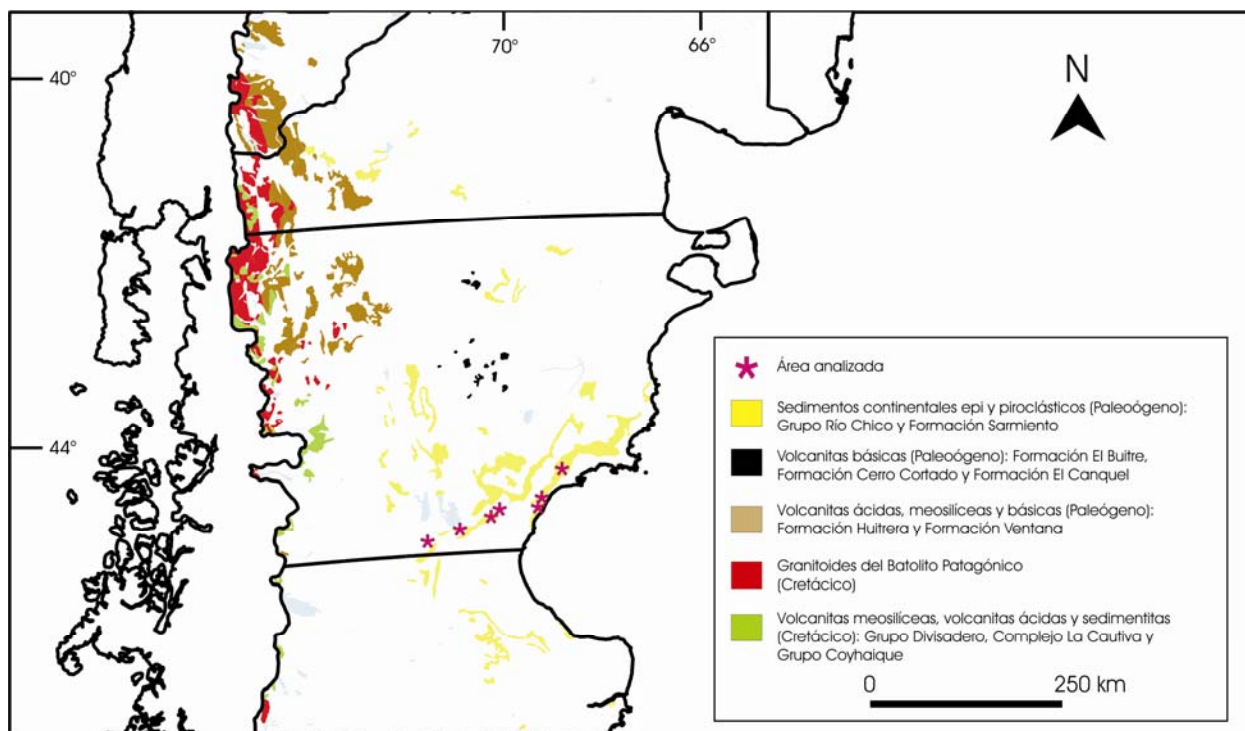 70°
66°
40°
N
44°
Área analizada
Sedimentos continentales epi y piroclásticos (Paleoógeno):
Grupo Río Chico y Formación Sarmiento
Volcanitas básicas (Paleoógeno): Formación El Buitre,
Formación Cerro Cortado y Formación El Canquel
Volcanitas ácidas, meosilíceas y básicas (Paleógeno):
Formación Huitrera y Formación Ventana
Granitoides del Batolito Patagónico
(Cretácico)
Volcanitas meosilíceas, volcanitas ácidas y sedimentitas
(Cretácico): Grupo Divisadero, Complejo La Cautiva y
Grupo Coyhaique
0 250 km